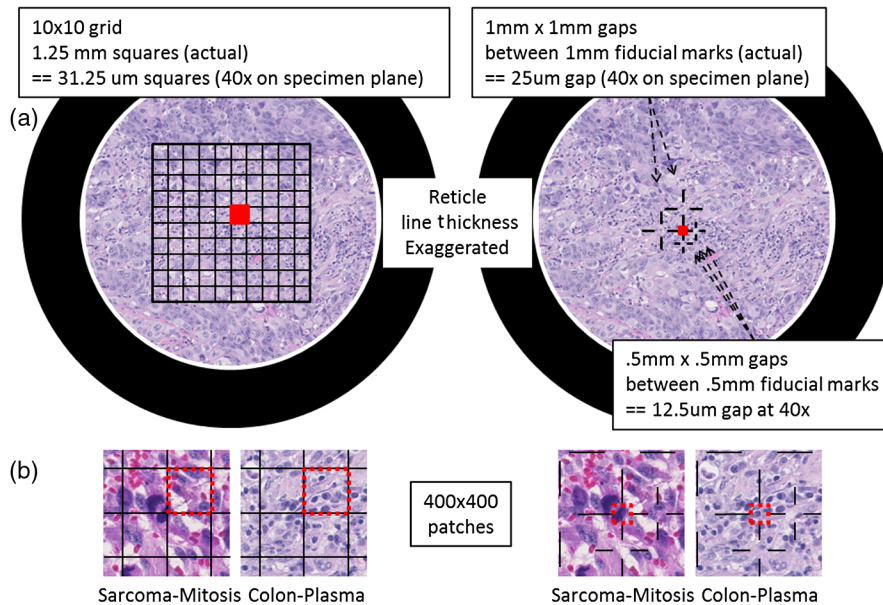 10x10 grid
1.25 mm squares (actual)
== 31.25 um squares (40x on specimen plane)
1mm x 1mm gaps
between 1mm fiducial marks (actual)
== 25um gap (40x on specimen plane)
(a)
Reticle
line thickness
Exaggerated
.5mm x .5mm gaps
between .5mm fiducial marks
== 12.5um gap at 40x
(b)
400x400
patches
Sarcoma-Mitosis Colon-Plasma
Sarcoma-Mitosis Colon-Plasma